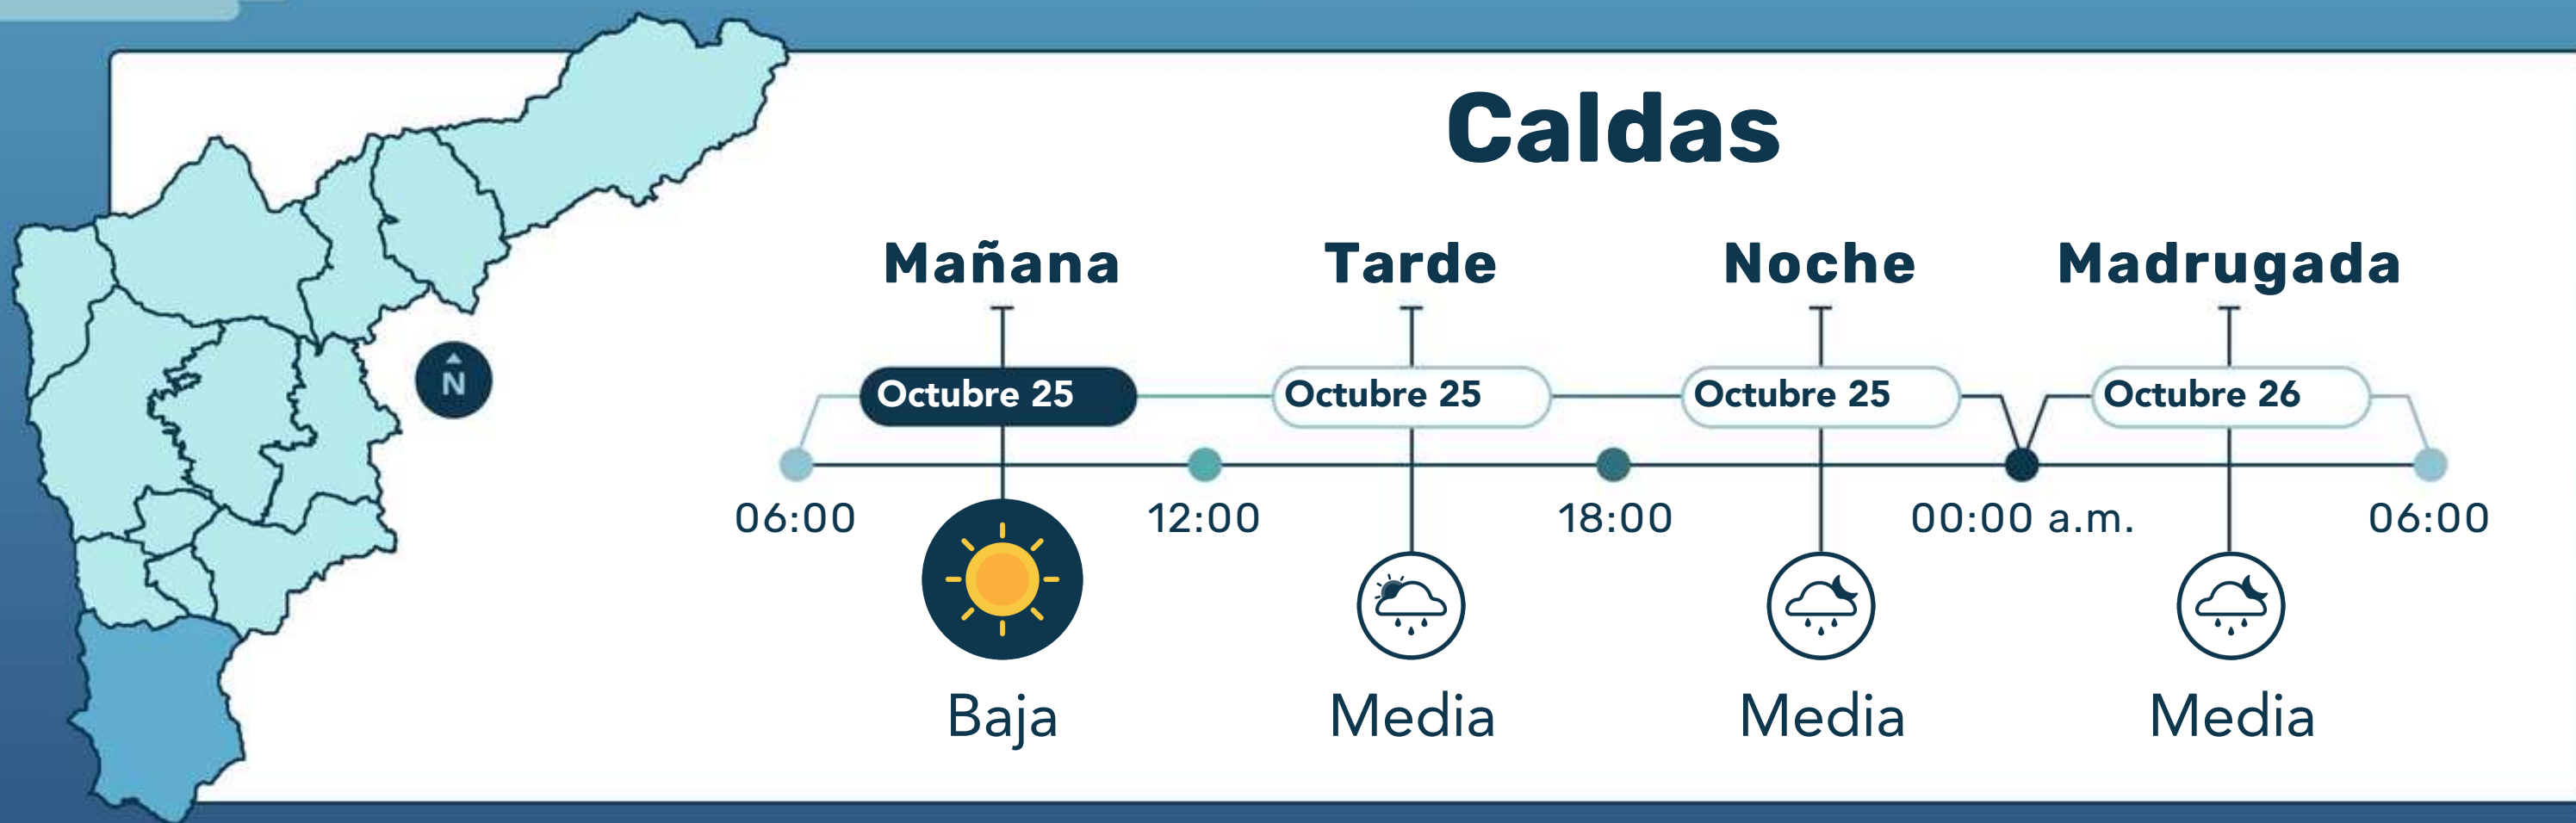 Caldas
Mañana Tarde Noche Madrugada
N
Octubre 25 Octubre 25 Octubre 25 Octubre 26
06:00 12:00 18:00 00:00 a.m. 06:00
Baja Media Media Media